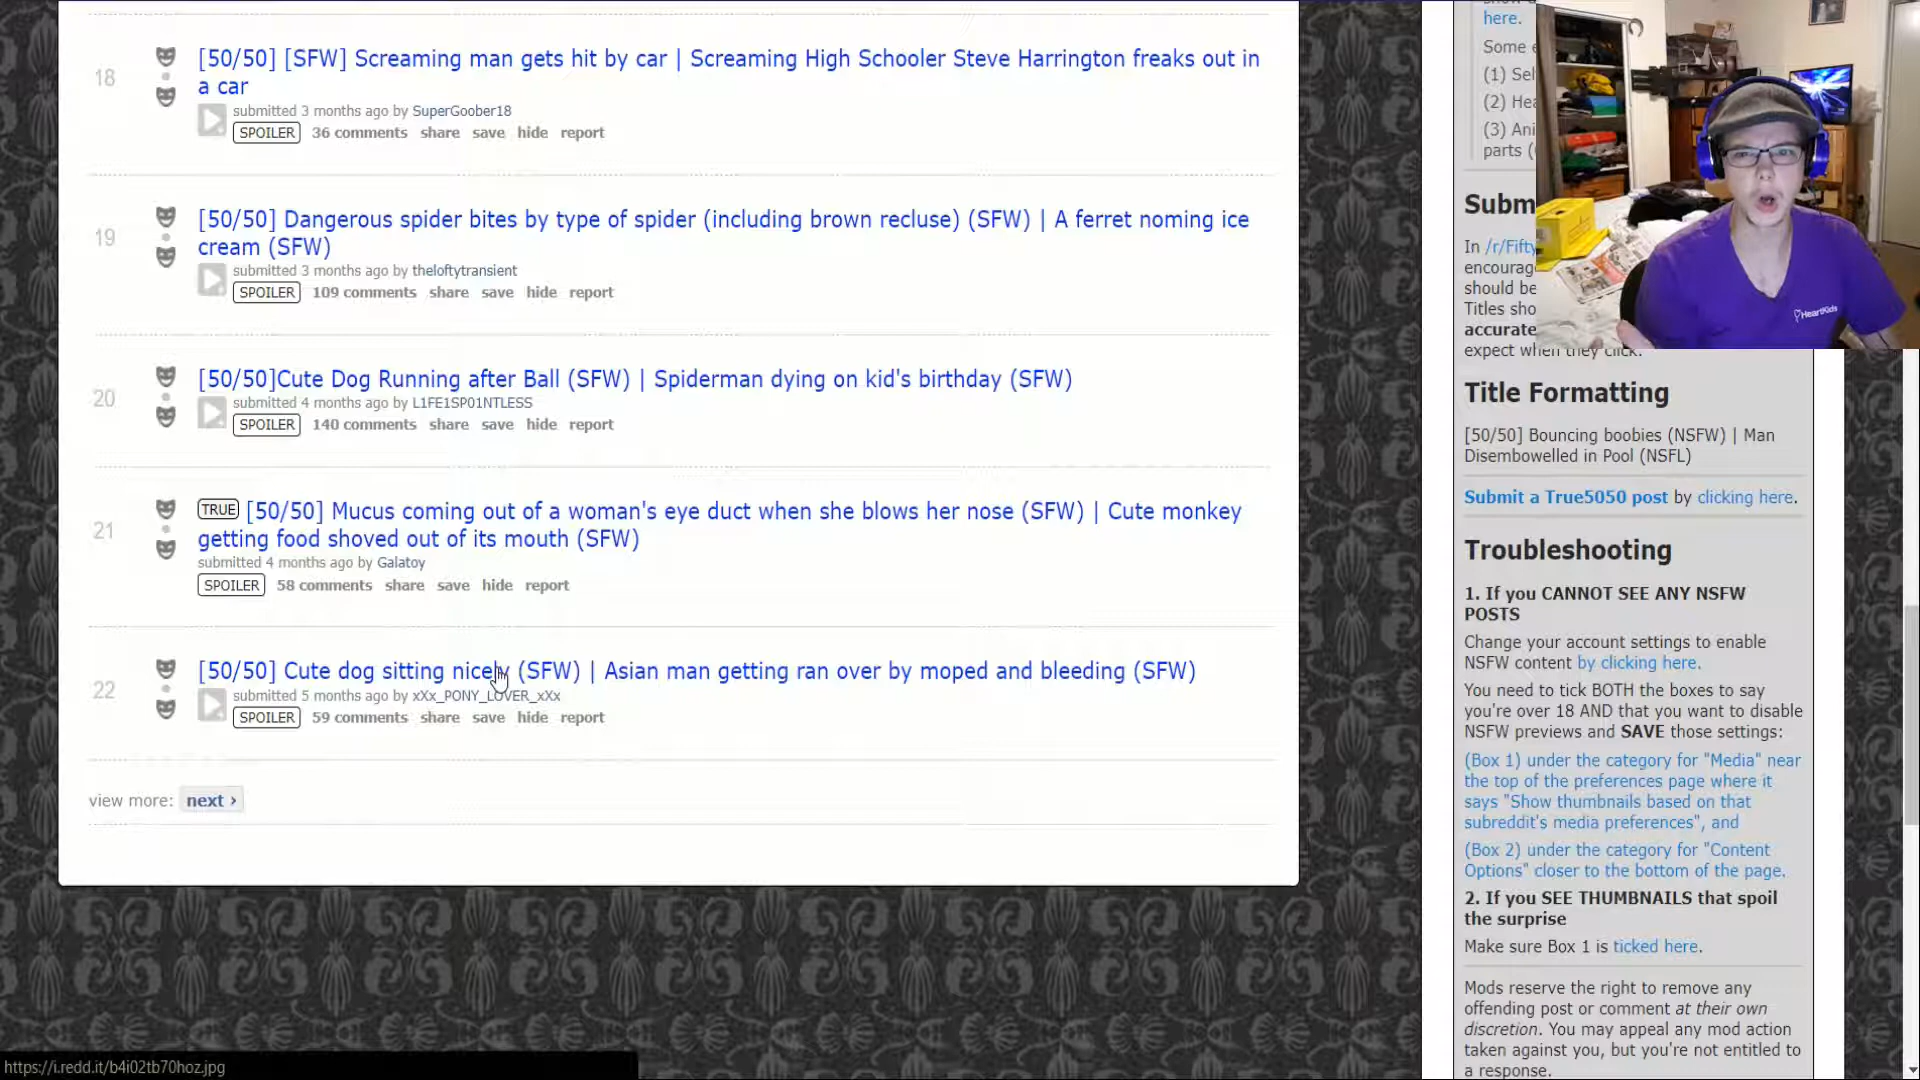 18
[50/50] [SFW] Screaming man gets hit by car | Screaming High Schooler Steve Harrington freaks out in
a car
submitted 3 months ago by SuperGoober18
SPOILER 36 comments share save hide report
19
[50/50] Dangerous spider bites by type of spider (including brown recluse) (SFW) | A ferret noming ice
cream (SFW)
submitted 3 months ago by theloftytransient
SPOILER 109 comments share save hide report
20
[50/50]Cute Dog Running after Ball (SFW) | Spiderman dying on kid's birthday (SFW)
submitted 4 months ago by L1FE1SP01NTLESS
SPOILER 140 comments share save hide report
21
TRUE [50/50] Mucus coming out of a woman's eye duct when she blows her nose (SFW) | Cute monkey
getting food shoved out of its mouth (SFW)
submitted 4 months ago by Galatoy
SPOILER 58 comments share save hide report
22
[50/50] Cute dog sitting nicely (SFW) | Asian man getting ran over by moped and bleeding (SFW)
submitted 5 months ago by xXx_PONY_LOVER_xXx
SPOILER 59 comments share save hide report
view more: next ›
https://i.redd.it/b4i02tb70hoz.jpg
here.
Some
(1)
(2)
(3)
parts
In
encourag
should be
Titles sho
accurate
expect when they click.
HeartKids
Title Formatting
[50/50] Bouncing boobies (NSFW) | Man
Disembowelled in Pool (NSFL)
Submit a True5050 post by clicking here.
Troubleshooting
1. If you CANNOT SEE ANY NSFW
POSTS
Change your account settings to enable
NSFW content by clicking here.
You need to tick BOTH the boxes to say
you're over 18 AND that you want to disable
NSFW previews and SAVE those settings:
(Box 1) under the category for "Media" near
the top of the preferences page where it
says "Show thumbnails based on that
subreddit's media preferences", and
(Box 2) under the category for "Content
Options" closer to the bottom of the page.
2. If you SEE THUMBNAILS that spoil
the surprise
Make sure Box 1 is ticked here.
Mods reserve the right to remove any
offending post or comment at their own
discretion. You may appeal any mod action
taken against you, but you're not entitled to
a response.